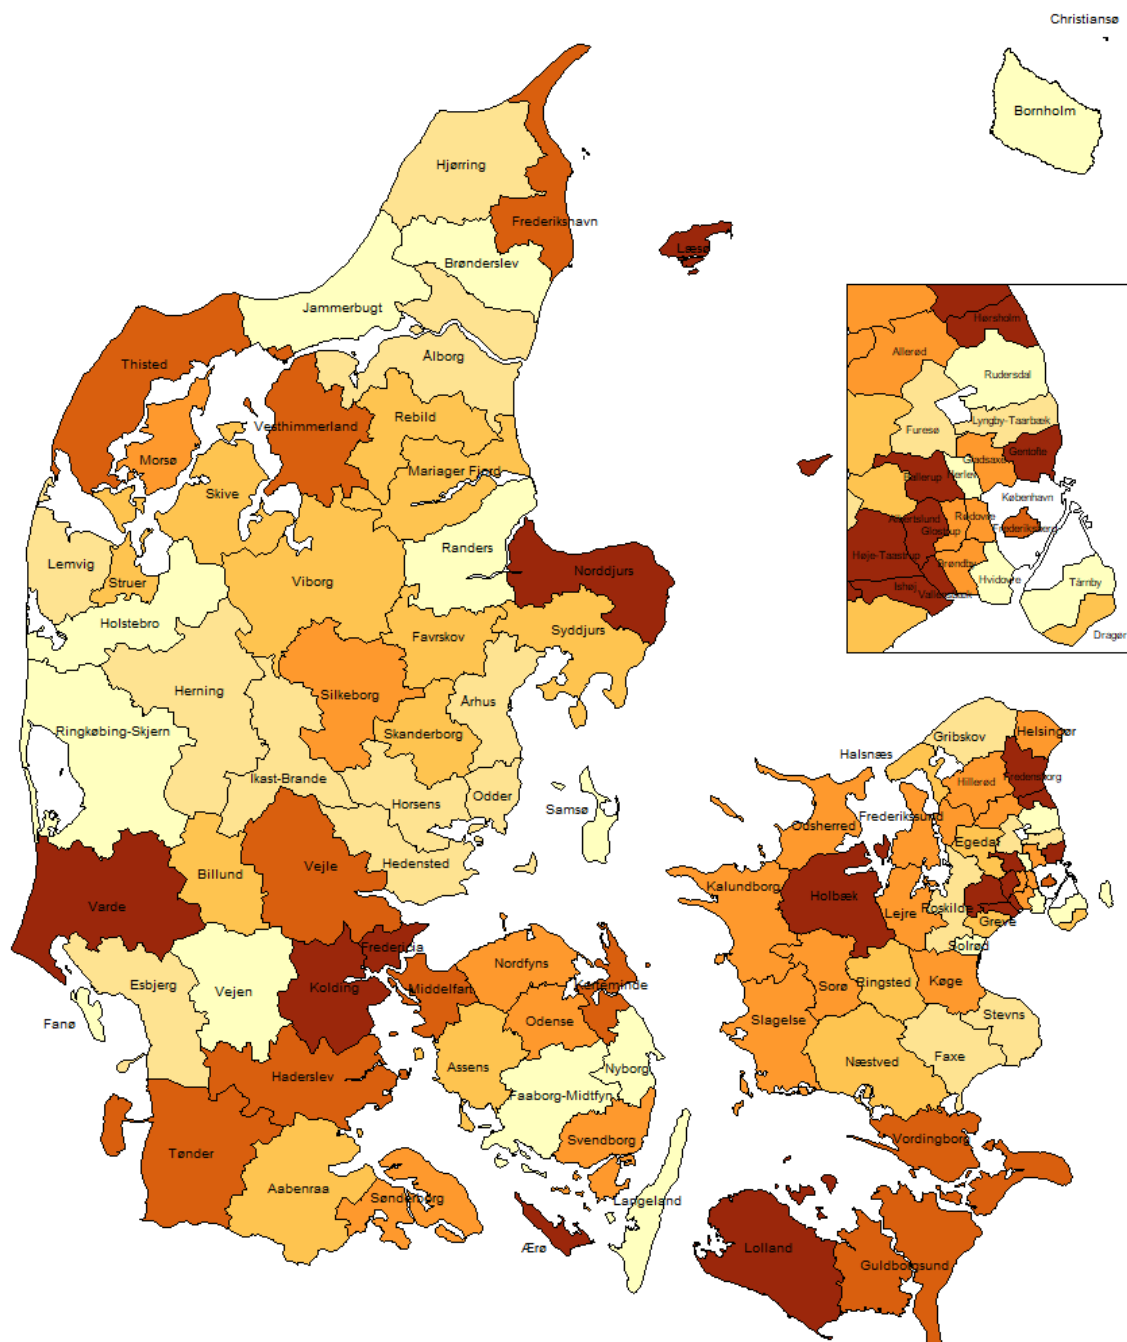 Christiansø
Bornholm
Hjørring
Frederikshavn
Læsø
Brønderslev
Jammerbugt
Ålborg
Thisted
Vesthimmerland
Rebild
Morsø
Mariager Fjord
Skive
Randers
Lemvig
Struer
Viborg
Norddjurs
Holstebro
Favrskov
Syddjurs
Herning
Silkeborg
Århus
Ringkøbing-Skjern
Skanderborg
Ikast-Brande
Horsens
Odder
Samsø
Hedensted
Billund
Vejle
Varde
Fredericia
Esbjerg
Vejen
Kolding
Fanø
Middelfart
Nordfyns
Kerteminde
Odense
Haderslev
Assens
Nyborg
Faaborg-Midtfyn
Tønder
Svendborg
Aabenraa
Sønderborg
Langeland
Ærø
Hørsholm
Allerød
Rudersdal
Furesø
Lyngby-Taarbæk
Gladsaxe
Gentofte
Ballerup
Herlev
København
Albertslund
Glostrup
Rødovre
Frederiksberg
Høje-Taastrup
Brøndby
Ishøj
Vallensbæk
Hvidovre
Tårnby
Dragør
Gribskov
Helsingør
Halsnæs
Hillerød
Fredensborg
Frederikssund
Odsherred
Egedal
Kalundborg
Holbæk
Lejre
Roskilde
Greve
Solrød
Sorø
Ringsted
Køge
Slagelse
Stevns
Næstved
Faxe
Vordingborg
Lolland
Guldborgsund